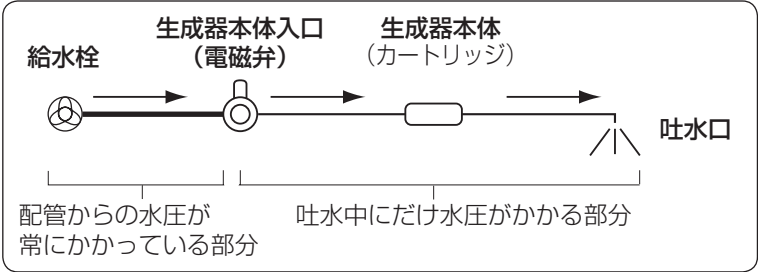 給水栓
生成器本体入口
（電磁弁）
生成器本体
（カートリッジ）
吐水口
配管からの水圧が
常にかかっている部分
吐水中にだけ水圧がかかる部分